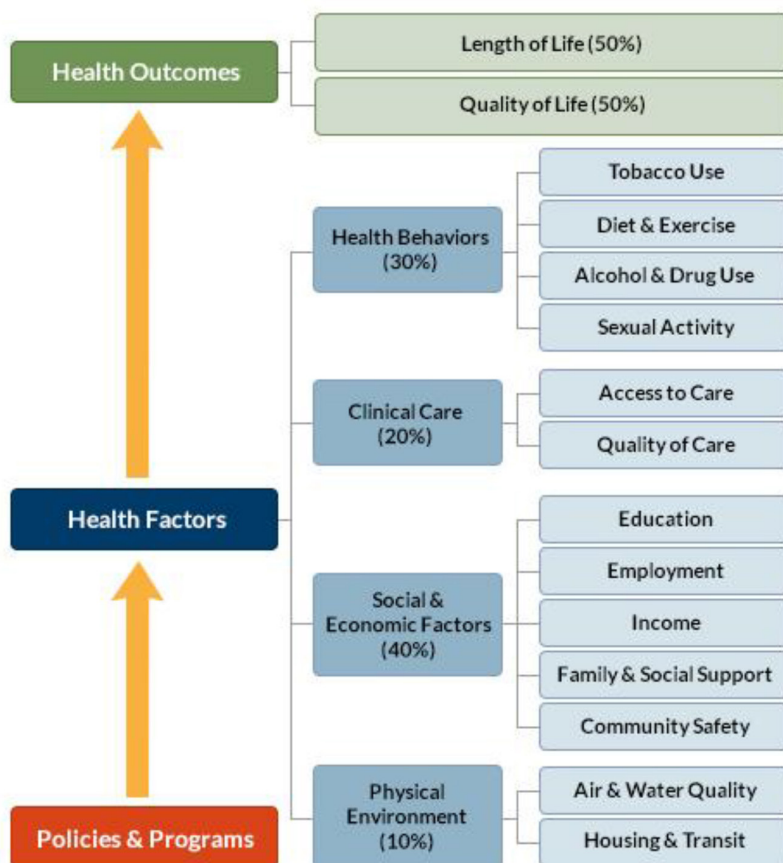 Health Outcomes
Length of Life (50%)
Quality of Life (50%)
Health Behaviors
(30%)
Tobacco Use
Diet & Exercise
Alcohol & Drug Use
Sexual Activity
Clinical Care
(20%)
Access to Care
Quality of Care
Health Factors
Social &
Economic Factors
(40%)
Education
Employment
Income
Family & Social Support
Community Safety
Physical
Environment
(10%)
Air & Water Quality
Housing & Transit
Policies & Programs